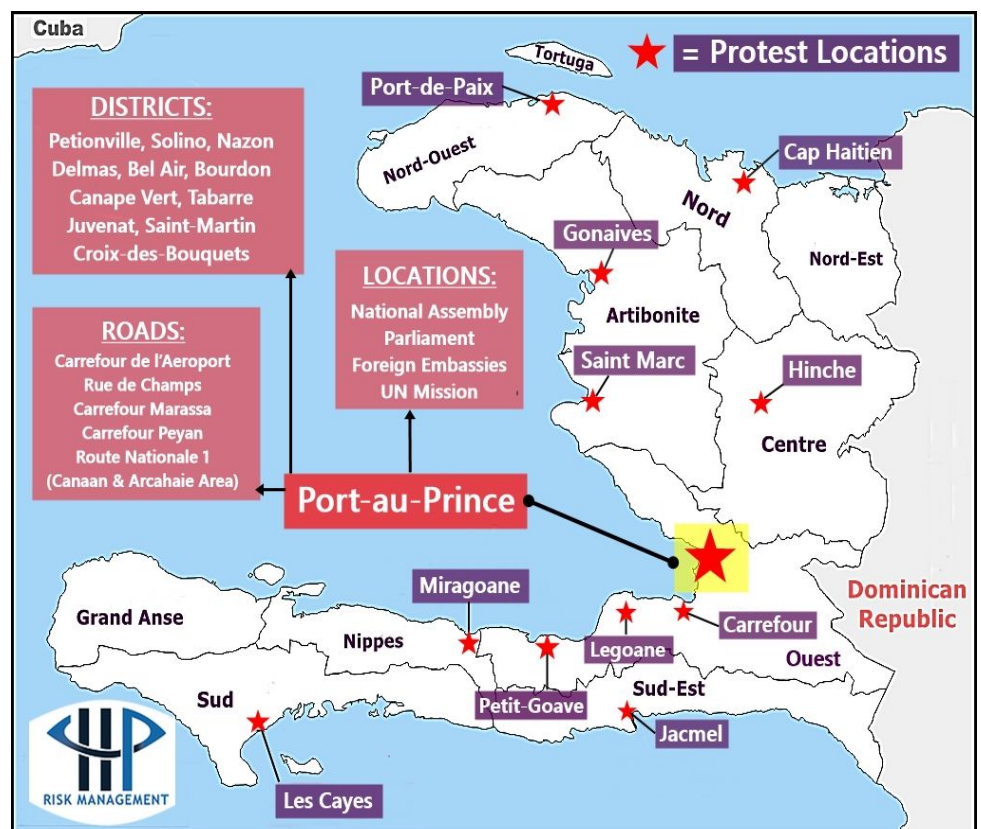 Cuba
Tortuga
= Protest Locations
Port-de-Paix
DISTRICTS:
Petionville, Solino, Nazon
Delmas, Bel Air, Bourdon
Canape Vert, Tabarre
Juvenat, Saint-Martin
Croix-des-Bouquets
Nord-Ouest
Cap Haitien
Nord
Gonaives
Nord-Est
LOCATIONS:
National Assembly
Parliament
Foreign Embassies
UN Mission
Artibonite
ROADS:
Carrefour de l'Aeroport
Rue de Champs
Carrefour Marassa
Carrefour Peyan
Route Nationale 1
(Canaan & Arcahaie Area)
Saint Marc
Hinche
Centre
Port-au-Prince
Miragoane
Dominican
Republic
Grand Anse
Nippes
Legoane
Carrefour
Ouest
Sud
Petit-Goave
Sud-Est
Jacmel
Les Cayes
HP
RISK MANAGEMENT